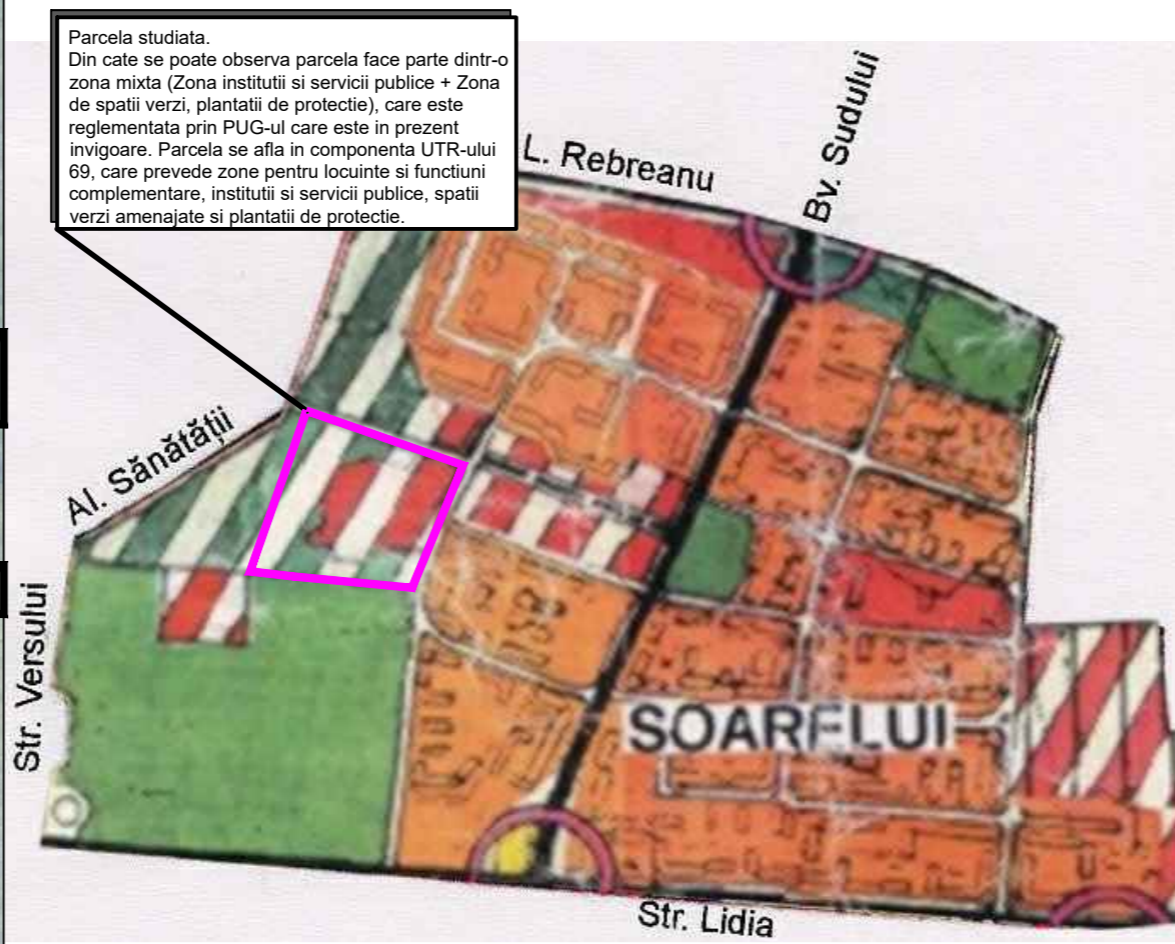 Parcela studiata.
Din cate se poate observa parcela face parte dintr-o
zona mixta (Zona institutii si servicii publice + Zona
de spatii verzi, plantatii de protectie), care este
reglementata prin PUG-ul care este in prezent
invigoare. Parcela se afla in componenta UTR-ului
69, care prevede zone pentru locuinte si functiuni
complementare, institutii si servicii publice, spatii
verzi amenajate si plantatii de protectie.
L. Rebreanu
Bv. Sudului
Al. Sănătății
Str. Versului
SOARELUI
Str. Lidia